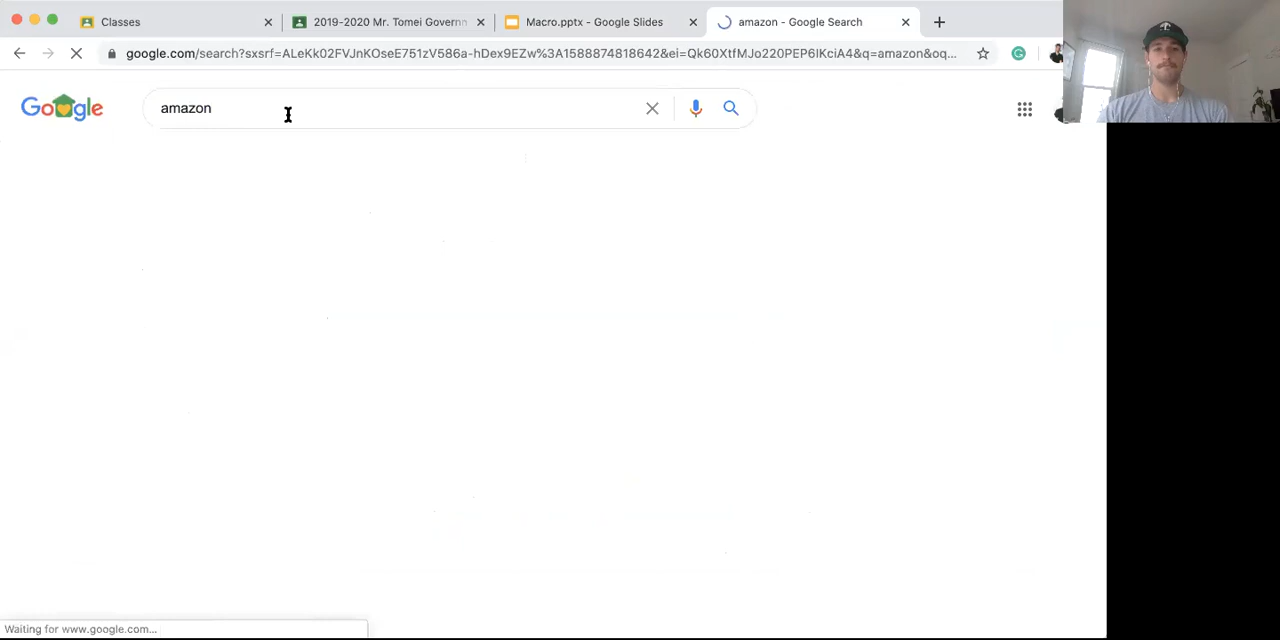 Classes
2019-2020 Mr. Tomei Governm
Macro.pptx - Google Slides
amazon - Google Search
google.com/search?sxsrf=ALeKk02FVJnKOseE751zV586a-hDex9EZw%3A1588874818642&ei=Qk60XtfMJo220PEP6IKciA4&q=amazon&oq...
Google
amazon
Waiting for www.google.com...